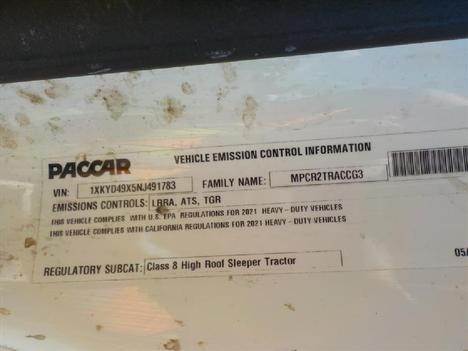 PACCAR VEHICLE EMISSION CONTROL INFORMATION
VIN: 1XKYD49X5NJ491783 FAMILY NAME: MPCR2TRACCG3
EMISSIONS CONTROLS: LRRA, ATS, TGR
THIS VEHICLE COMPLIES WITH U.S. EPA REGULATIONS FOR 2021 HEAVY - DUTY VEHICLES
THIS VEHICLE COMPLIES WITH CALIFORNIA REGULATIONS FOR 2021 HEAVY - DUTY VEHICLES
REGULATORY SUBCAT: Class 8 High Roof Sleeper Tractor